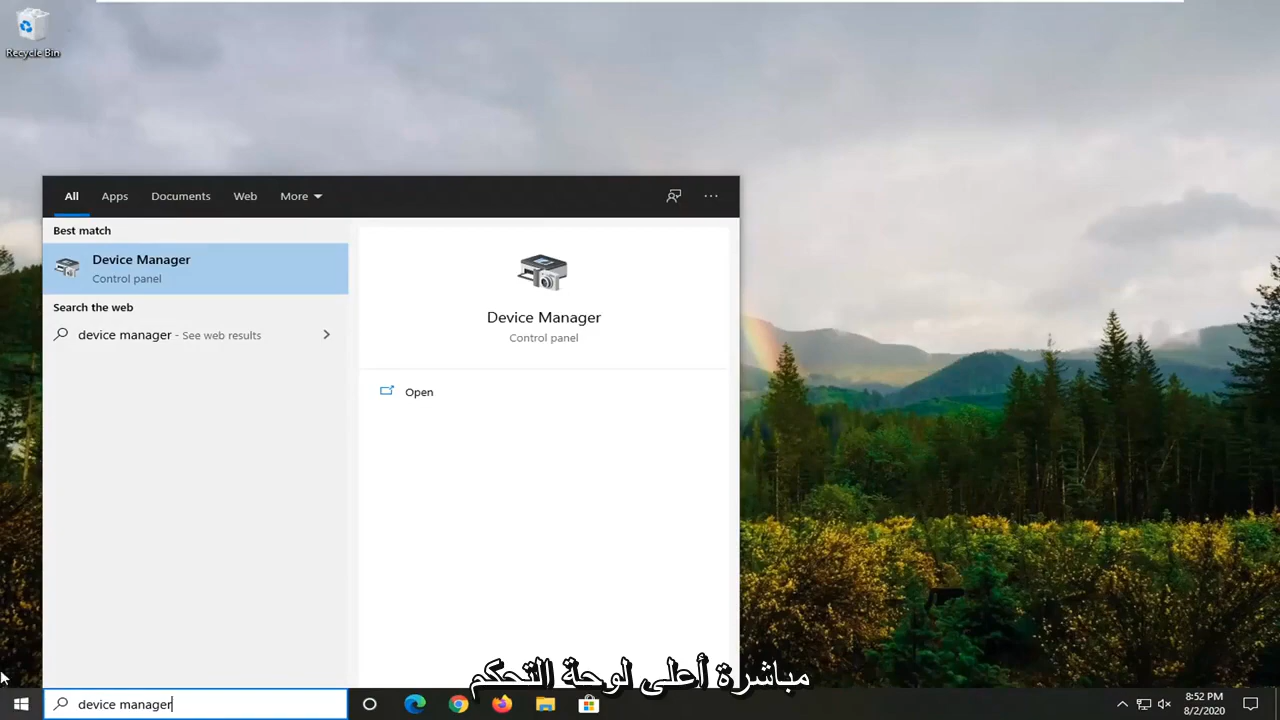 Recycle Bin
All
Apps
Documents
Web
More
Best match
Device Manager
Control panel
Search the web
device manager - See web results
Device Manager
Control panel
Open
مباشرة أعلى لوحة التحكم
device manager
8:52 PM
8/2/2020